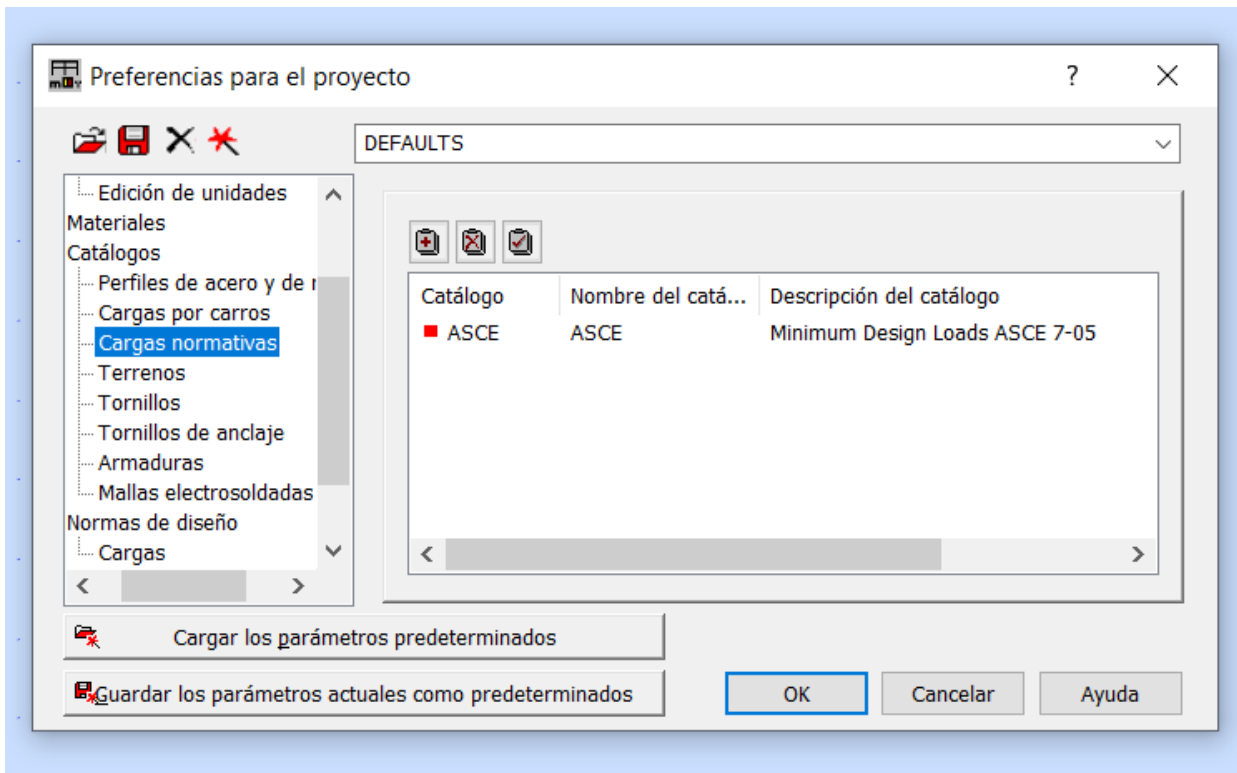 Preferencias para el proyecto
?
DEFAULTS
Edición de unidades
Materiales
Catálogos
Perfiles de acero y de
Cargas por carros
Cargas normativas
Terrenos
Tornillos
Tornillos de anclaje
Armaduras
Mallas electrosoldadas
Normas de diseño
Cargas
Catálogo Nombre del catá... Descripción del catálogo
ASCE ASCE Minimum Design Loads ASCE 7-05
Cargar los parámetros predeterminados
Guardar los parámetros actuales como predeterminados
OK Cancelar Ayuda